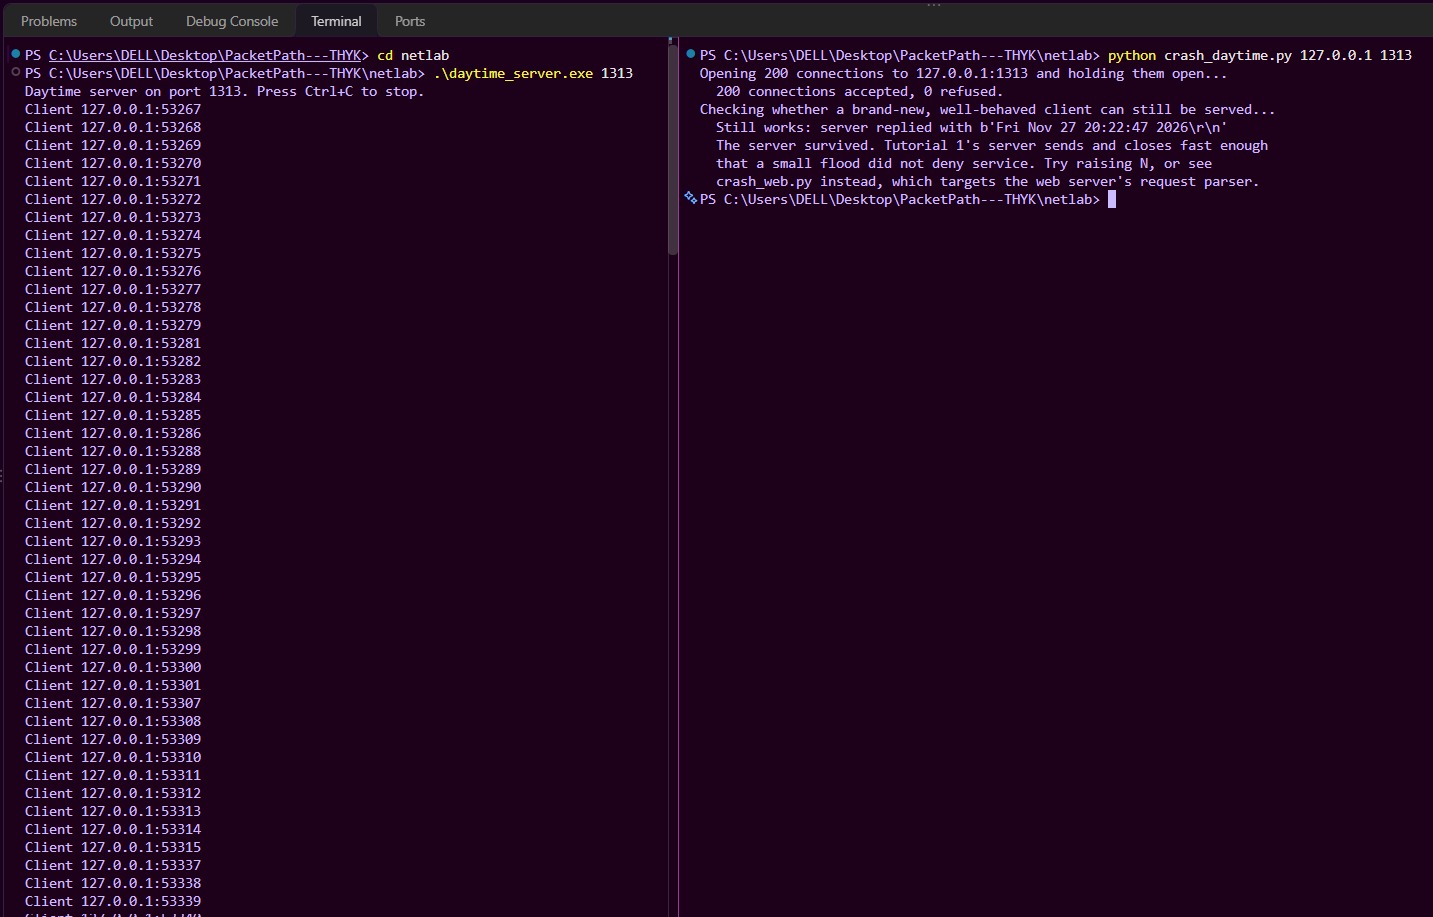 Problems Output Debug Console Terminal Ports
PS C:\Users\DELL\Desktop\PacketPath---THYK> cd netlab
PS C:\Users\DELL\Desktop\PacketPath---THYK\netlab> .\daytime_server.exe 1313
Daytime server on port 1313. Press Ctrl+C to stop.
Client 127.0.0.1:53267
Client 127.0.0.1:53268
Client 127.0.0.1:53269
Client 127.0.0.1:53270
Client 127.0.0.1:53271
Client 127.0.0.1:53272
Client 127.0.0.1:53273
Client 127.0.0.1:53274
Client 127.0.0.1:53275
Client 127.0.0.1:53276
Client 127.0.0.1:53277
Client 127.0.0.1:53278
Client 127.0.0.1:53279
Client 127.0.0.1:53281
Client 127.0.0.1:53282
Client 127.0.0.1:53283
Client 127.0.0.1:53284
Client 127.0.0.1:53285
Client 127.0.0.1:53286
Client 127.0.0.1:53288
Client 127.0.0.1:53289
Client 127.0.0.1:53290
Client 127.0.0.1:53291
Client 127.0.0.1:53292
Client 127.0.0.1:53293
Client 127.0.0.1:53294
Client 127.0.0.1:53295
Client 127.0.0.1:53296
Client 127.0.0.1:53297
Client 127.0.0.1:53298
Client 127.0.0.1:53299
Client 127.0.0.1:53300
Client 127.0.0.1:53301
Client 127.0.0.1:53307
Client 127.0.0.1:53308
Client 127.0.0.1:53309
Client 127.0.0.1:53310
Client 127.0.0.1:53311
Client 127.0.0.1:53312
Client 127.0.0.1:53313
Client 127.0.0.1:53314
Client 127.0.0.1:53315
Client 127.0.0.1:53337
Client 127.0.0.1:53338
Client 127.0.0.1:53339
PS C:\Users\DELL\Desktop\PacketPath---THYK\netlab> python crash_daytime.py 127.0.0.1 1313
Opening 200 connections to 127.0.0.1:1313 and holding them open...
200 connections accepted, 0 refused.
Checking whether a brand-new, well-behaved client can still be served...
Still works: server replied with b'Fri Nov 27 20:22:47 2026\r\n'
The server survived. Tutorial 1's server sends and closes fast enough
that a small flood did not deny service. Try raising N, or see
crash_web.py instead, which targets the web server's request parser.
PS C:\Users\DELL\Desktop\PacketPath---THYK\netlab>